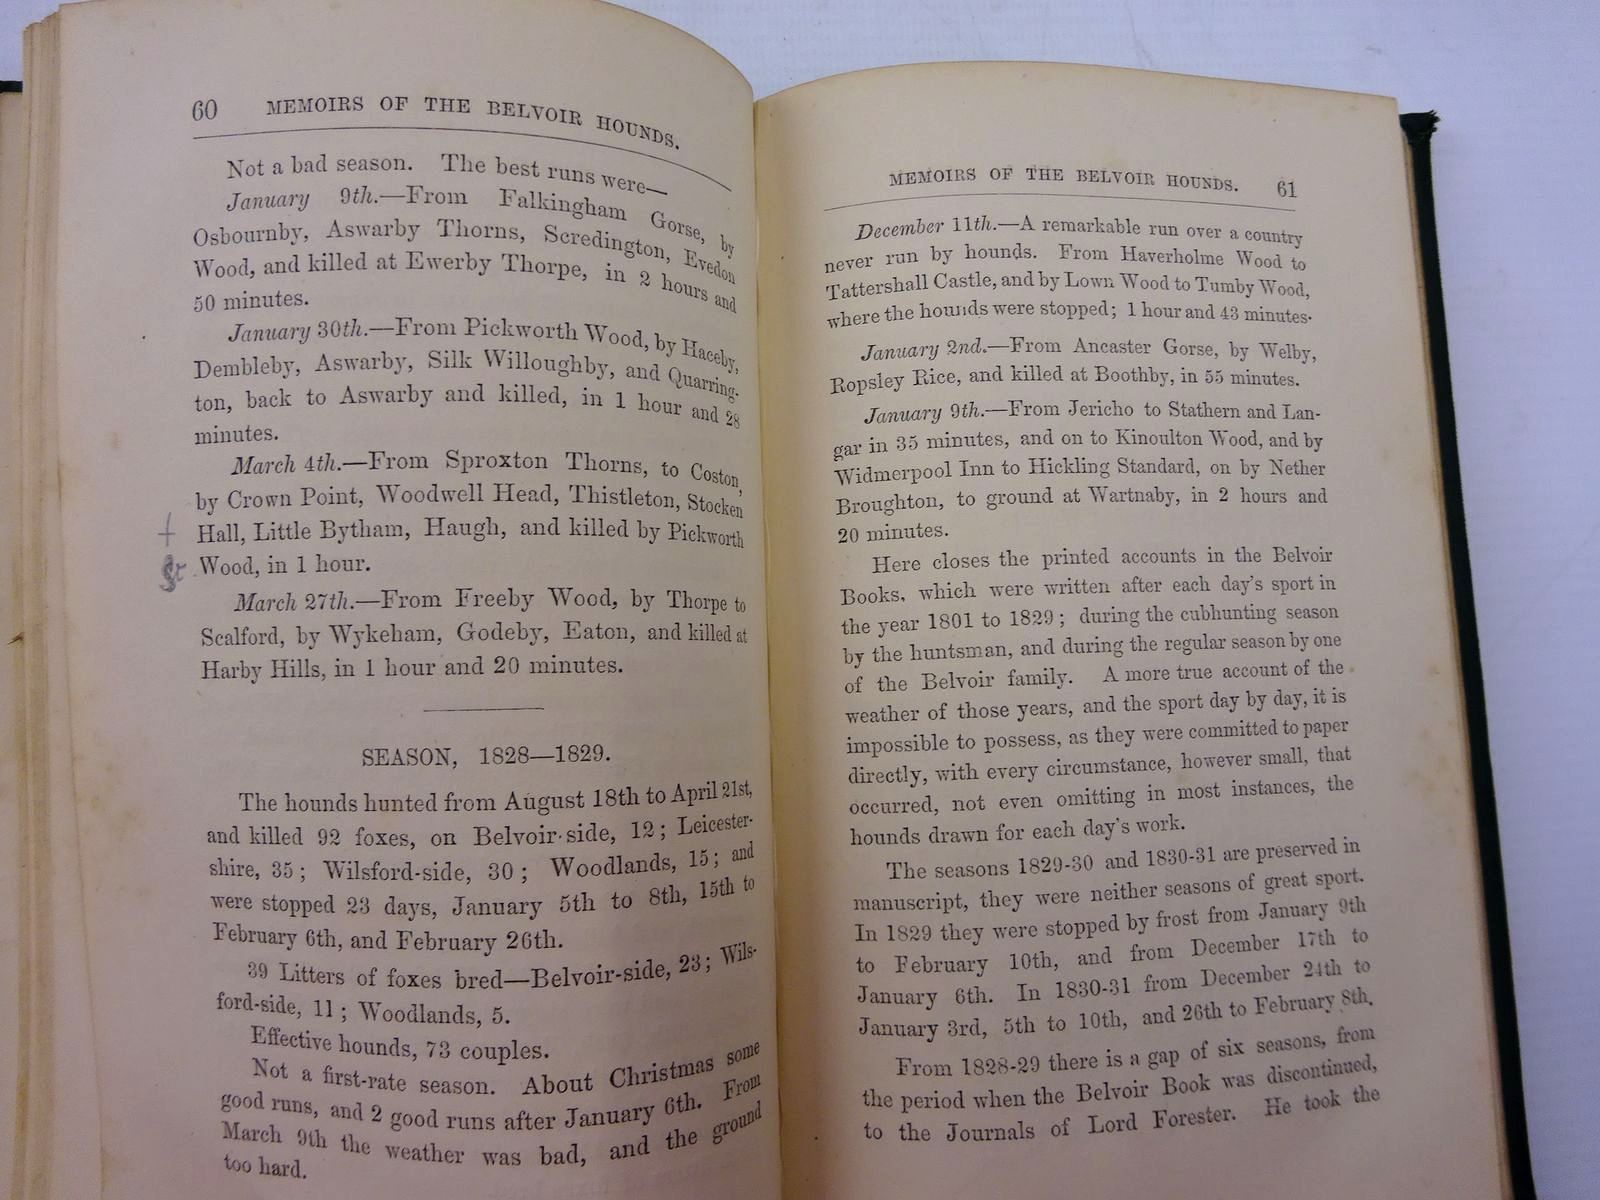 60 MEMOIRS OF THE BELVOIR HOUNDS.
Not a bad season. The best runs were—
January 9th.—From Falkingham Gorse, by
Osbournby, Aswarby Thorns, Scredington, Evedon
Wood, and killed at Ewerby Thorpe, in 2 hours and
50 minutes.
January 30th.—From Pickworth Wood, by Haceby,
Dembleby, Aswarby, Silk Willoughby, and Quarring-
ton, back to Aswarby and killed, in 1 hour and 28
minutes.
March 4th.—From Sproxton Thorns, to Coston,
by Crown Point, Woodwell Head, Thistleton, Stocken
Hall, Little Bytham, Haugh, and killed by Pickworth
Wood, in 1 hour.
March 27th.—From Freeby Wood, by Thorpe to
Scalford, by Wykeham, Godeby, Eaton, and killed at
Harby Hills, in 1 hour and 20 minutes.
SEASON, 1828—1829.
The hounds hunted from August 18th to April 21st,
and killed 92 foxes, on Belvoir-side, 12; Leicester-
shire, 35; Wilsford-side, 30; Woodlands, 15; and
were stopped 23 days, January 5th to 8th, 15th to
February 6th, and February 26th.
39 Litters of foxes bred—Belvoir-side, 23; Wils-
ford-side, 11; Woodlands, 5.
Effective hounds, 73 couples.
Not a first-rate season. About Christmas some
good runs, and 2 good runs after January 6th. From
March 9th the weather was bad, and the ground
too hard.
MEMOIRS OF THE BELVOIR HOUNDS. 61
December 11th.—A remarkable run over a country
never run by hounds. From Haverholme Wood to
Tattershall Castle, and by Lown Wood to Tumby Wood,
where the hounds were stopped; 1 hour and 43 minutes.
January 2nd.—From Ancaster Gorse, by Welby,
Ropsley Rice, and killed at Boothby, in 55 minutes.
January 9th.—From Jericho to Stathern and Lan-
gar in 35 minutes, and on to Kinoulton Wood, and by
Widmerpool Inn to Hickling Standard, on by Nether
Broughton, to ground at Wartnaby, in 2 hours and
20 minutes.
Here closes the printed accounts in the Belvoir
Books, which were written after each day's sport in
the year 1801 to 1829; during the cubhunting season
by the huntsman, and during the regular season by one
of the Belvoir family. A more true account of the
weather of those years, and the sport day by day, it is
impossible to possess, as they were committed to paper
directly, with every circumstance, however small, that
occurred, not even omitting in most instances, the
hounds drawn for each day's work.
The seasons 1829-30 and 1830-31 are preserved in
manuscript, they were neither seasons of great sport.
In 1829 they were stopped by frost from January 9th
to February 10th, and from December 17th to
January 6th. In 1830-31 from December 24th to
January 3rd, 5th to 10th, and 26th to February 8th.
From 1828-29 there is a gap of six seasons, from
the period when the Belvoir Book was discontinued,
to the Journals of Lord Forester. He took the